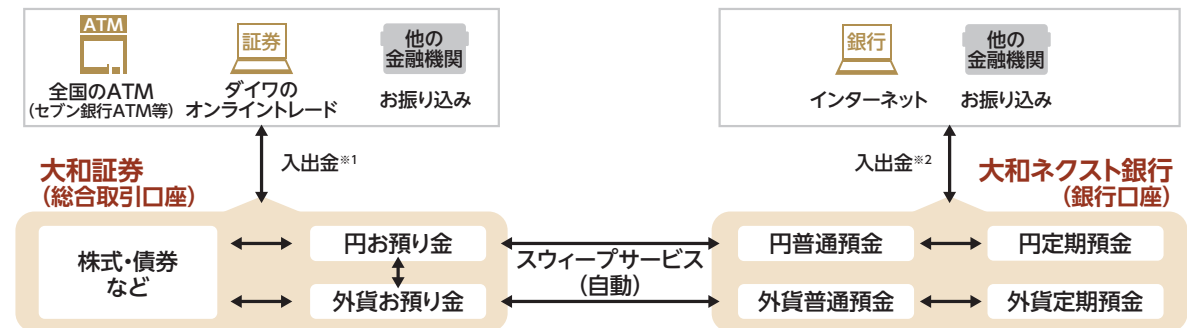 ATM
全国のATM
（セブン銀行ATM等）
証券
ダイワの
オンライントレード
他の
金融機関
お振り込み
銀行
インターネット
他の
金融機関
お振り込み
入出金※1
入出金※2
大和証券
（総合取引口座）
大和ネクスト銀行
（銀行口座）
株式・債券
など
円お預り金
外貨お預り金
スウィープサービス
（自動）
円普通預金
円定期預金
外貨普通預金
外貨定期預金